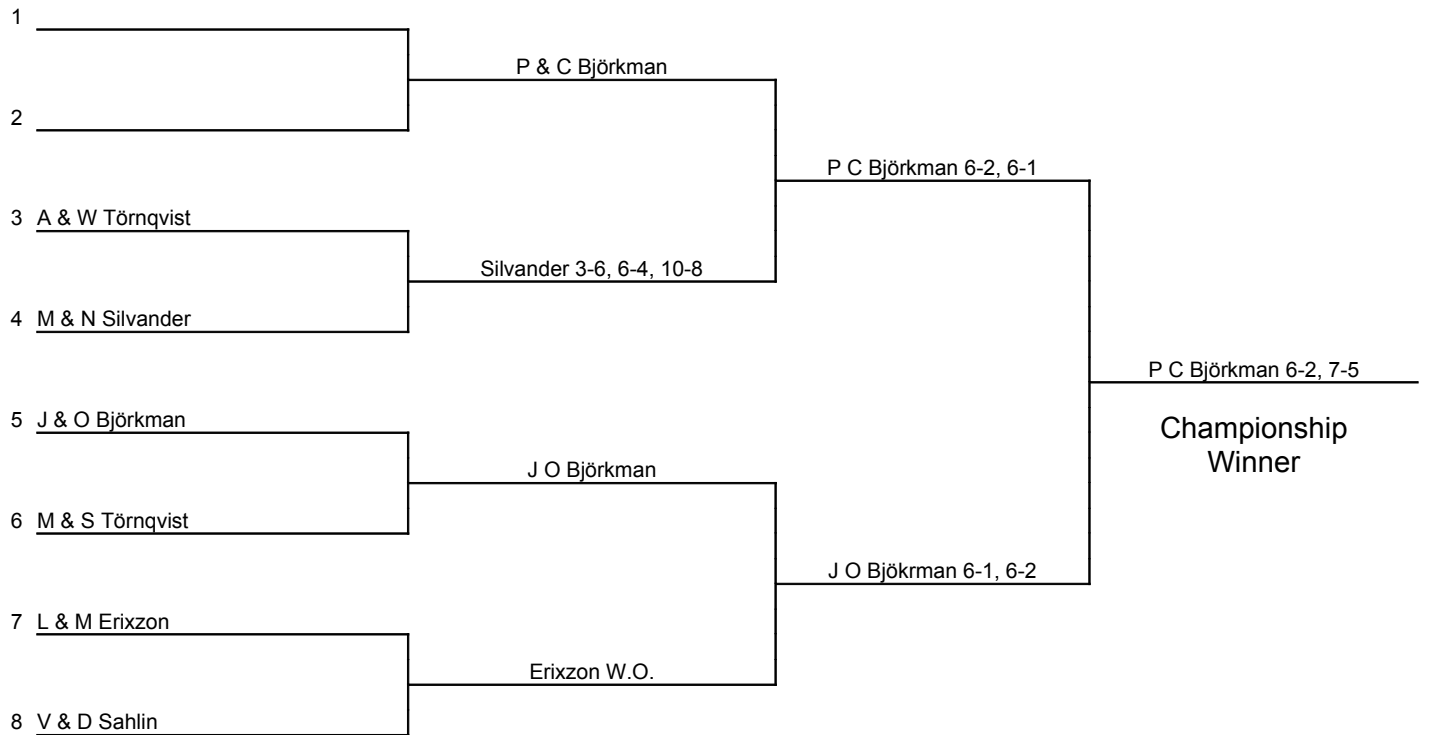 1
P & C Björkman
2
P C Björkman 6-2, 6-1
3 A & W Törnqvist
Silvander 3-6, 6-4, 10-8
4 M & N Silvander
P C Björkman 6-2, 7-5
5 J & O Björkman
Championship
Winner
J O Björkman
6 M & S Törnqvist
J O Bjökrman 6-1, 6-2
7 L & M Erixzon
Erixzon W.O.
8 V & D Sahlin